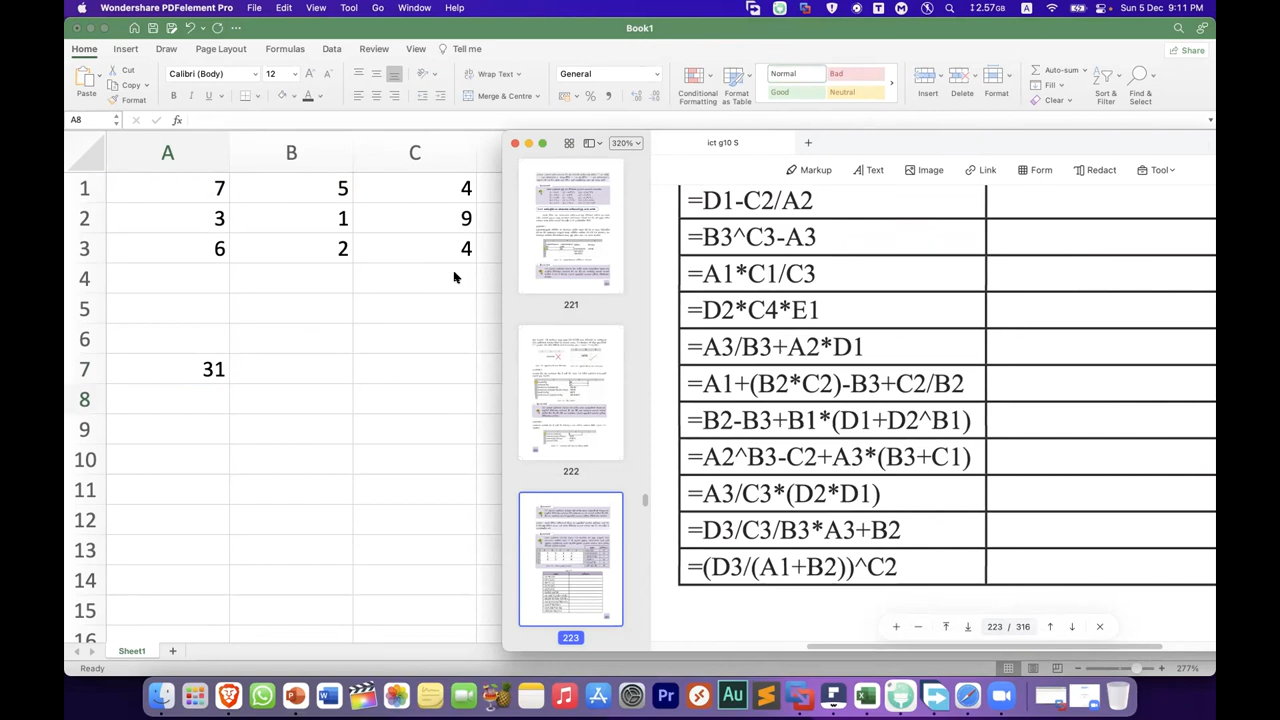 Wondershare PDFelement Operator File Edit View Tool Comment Go Window Help
2.57GB A Sun 5 Dec 9:11 PM
Book1
Home Insert Draw Page Layout Formulas Data Review View Tell me
Share
Paste
Cut
Copy
Format
Calibri (Body) 12
B I U
Wrap Text
Merge & Centre
General
Conditional Formatting
Format as Table
Normal Bad
Good Neutral
Insert Delete Format
Auto-sum
Fill
Clear
Sort & Filter
Find & Select
A8 fx
A B C
1 7 5 4
2 3 1 9
3 6 2 4
4
5
6
7 31
8
9
10
11
12
13
14
15
16
320%
ict g10 S
Markup Text Image Link Form Redact Tool
221
222
223
=D1-C2/A2
=B3^C3-A3
=A1*C1/C3
=D2*C4*E1
=A3/B3+A2*D1
=A1+(B2*C2)-B3+C2/B2
=B2-B3+B1*(D1+D2^B1)
=A2^B3-C2+A3*(B3+C1)
=A3/C3*(D2*D1)
=D3/C3/B3*A3+B2
=(D3/(A1+B2))^C2
223 / 316
Sheet1
Ready
277%